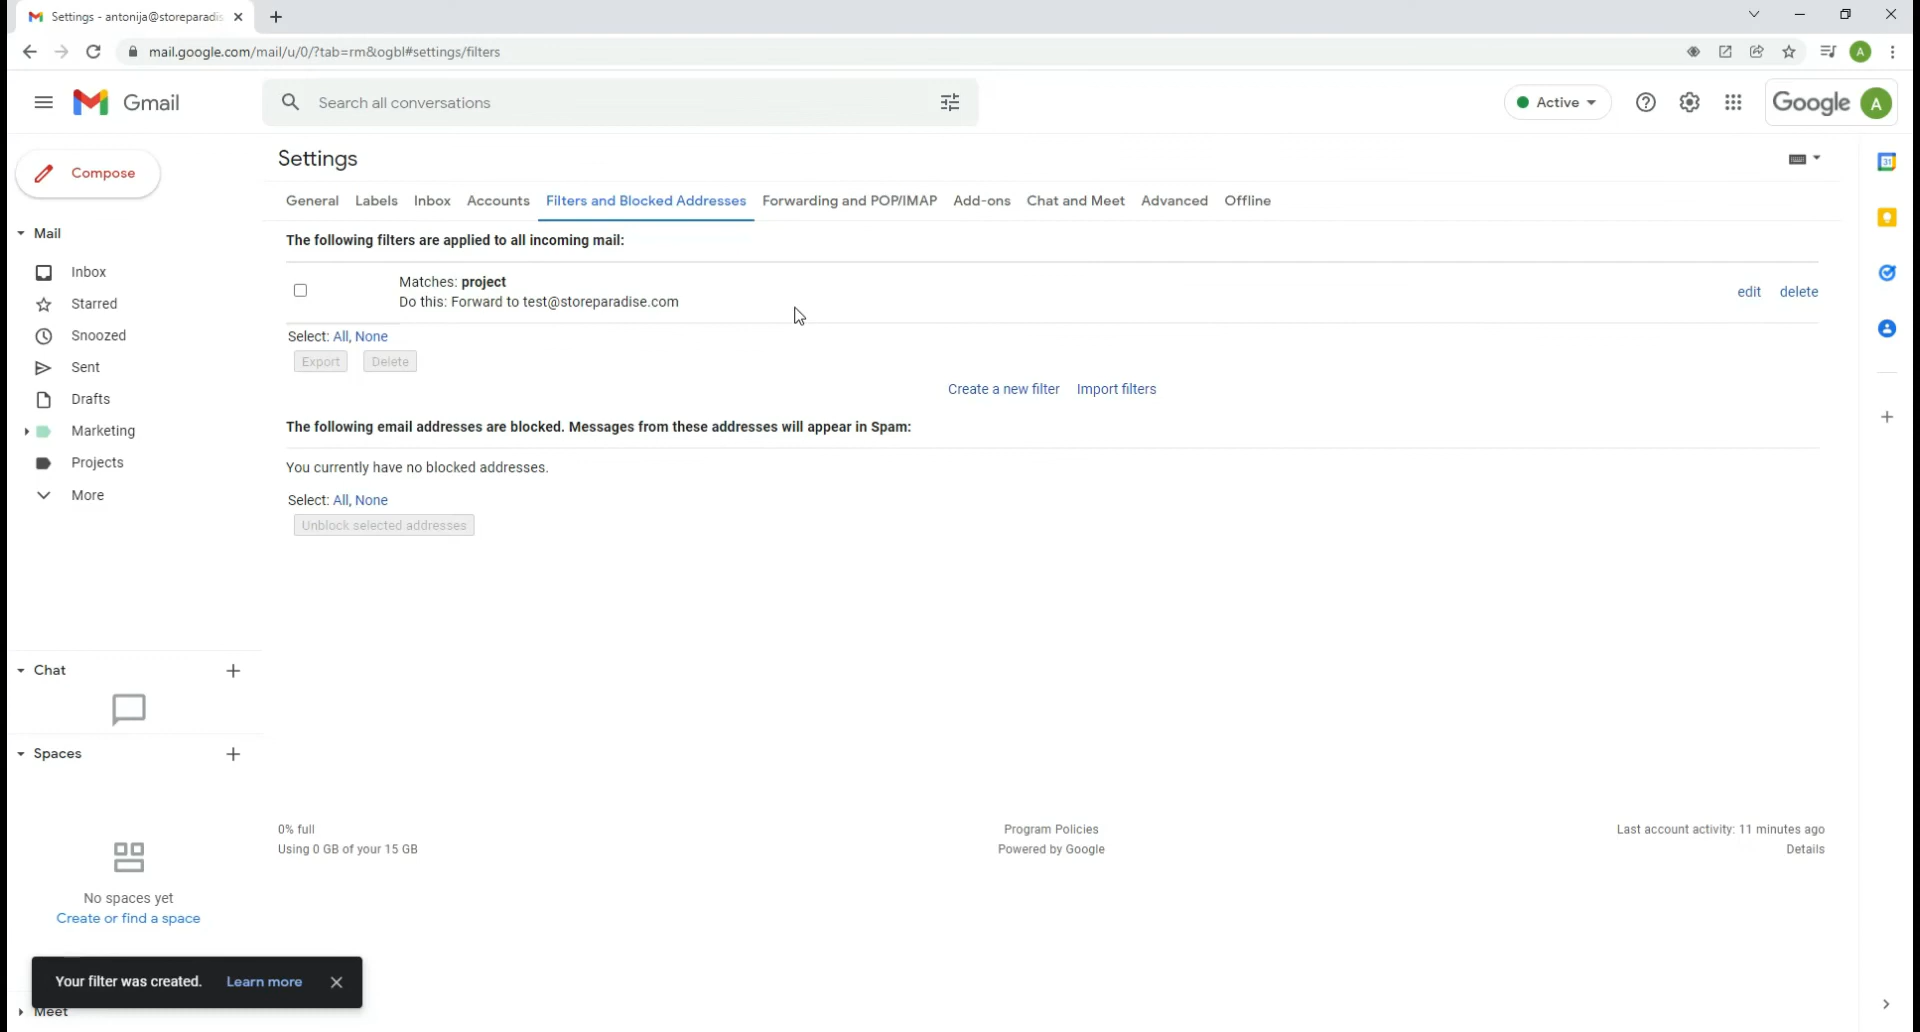 Settings - antonija@storeparadis
mail.google.com/mail/u/0/?tab=rm&ogbl#settings/filters
A
Gmail
Search all conversations
Active
Google
A
Compose
Settings
31
General Labels Inbox Accounts Filters and Blocked Addresses Forwarding and POP/IMAP Add-ons Chat and Meet Advanced Offline
Mail
The following filters are applied to all incoming mail:
Inbox
Matches: project
Do this: Forward to test@storeparadise.com
edit delete
Starred
Snoozed
Select: All, None
Export Delete
Sent
Create a new filter Import filters
Drafts
Marketing
The following email addresses are blocked. Messages from these addresses will appear in Spam:
Projects
You currently have no blocked addresses.
More
Select: All, None
Unblock selected addresses
Chat
Spaces
0% full
Using 0 GB of your 15 GB
Program Policies
Powered by Google
Last account activity: 11 minutes ago
Details
No spaces yet
Create or find a space
Your filter was created. Learn more
Meet